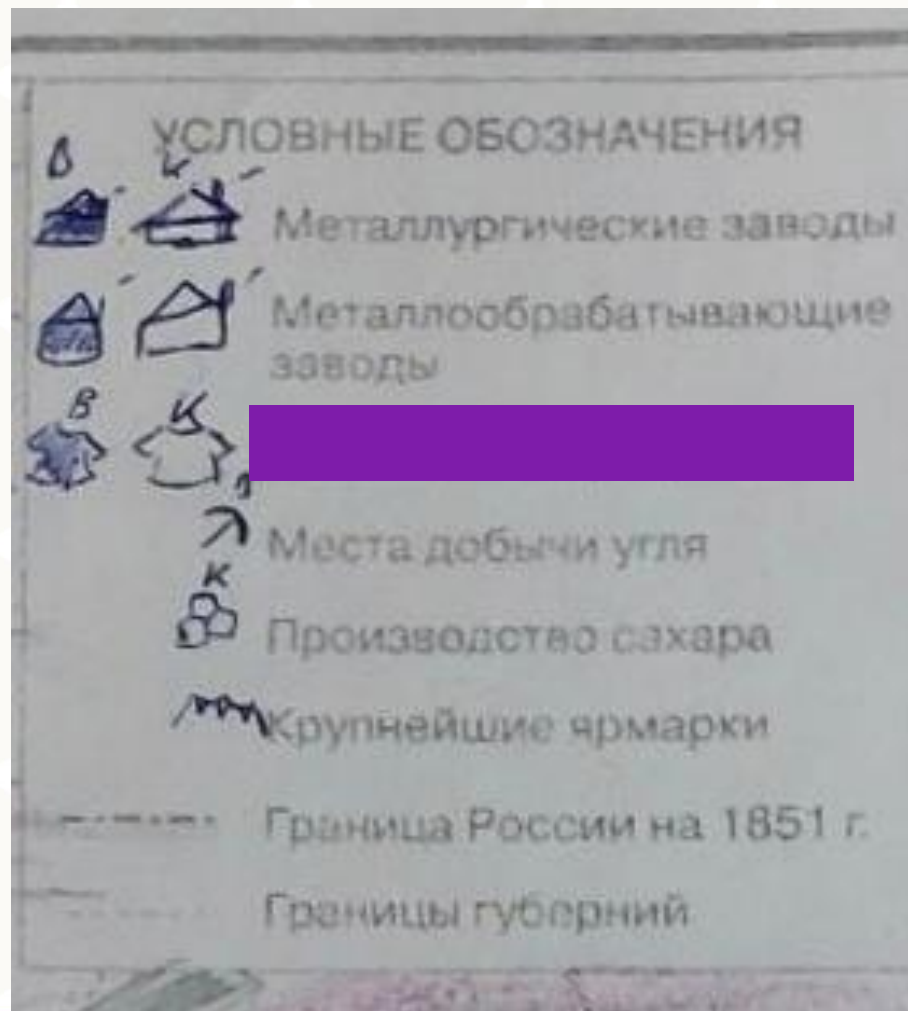 УСЛОВНЫЕ ОБОЗНАЧЕНИЯ
В К
Металлургические заводы
Металлообрабатывающие
заводы
В К
Места добычи угля
К
Производство сахара
Крупнейшие ярмарки
Граница России на 1851 г.
Границы губерний